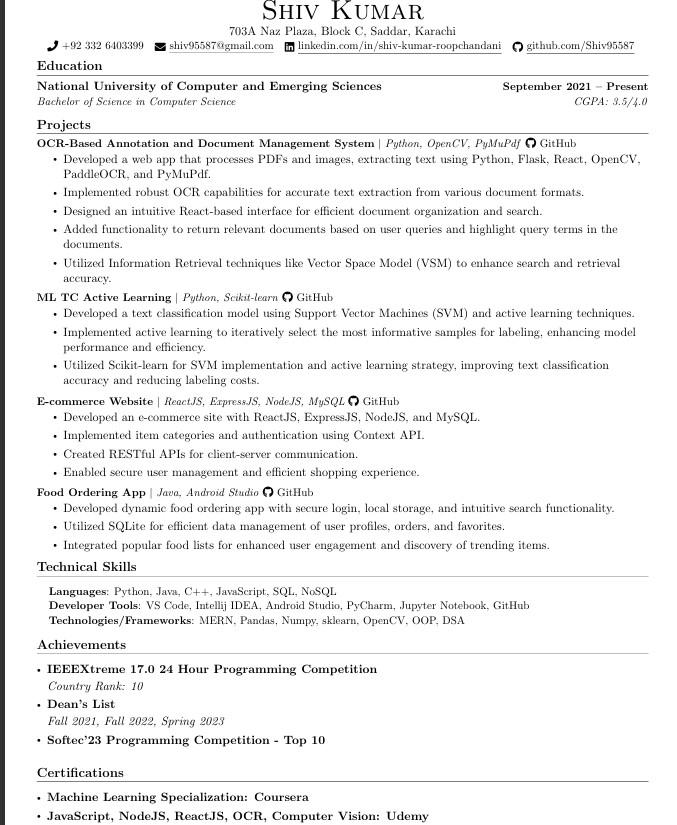 Shiv Kumar
703A Naz Plaza, Block C, Saddar, Karachi
+92 332 6403399 shiv95587@gmail.com linkedin.com/in/shiv-kumar-roopchandani github.com/Shiv95587
Education
National University of Computer and Emerging Sciences September 2021 – Present
Bachelor of Science in Computer Science CGPA: 3.5/4.0
Projects
OCR-Based Annotation and Document Management System | Python, OpenCV, PyMuPdf GitHub
• Developed a web app that processes PDFs and images, extracting text using Python, Flask, React, OpenCV,
PaddleOCR, and PyMuPdf.
• Implemented robust OCR capabilities for accurate text extraction from various document formats.
• Designed an intuitive React-based interface for efficient document organization and search.
• Added functionality to return relevant documents based on user queries and highlight query terms in the
documents.
• Utilized Information Retrieval techniques like Vector Space Model (VSM) to enhance search and retrieval
accuracy.
ML TC Active Learning | Python, Scikit-learn GitHub
• Developed a text classification model using Support Vector Machines (SVM) and active learning techniques.
• Implemented active learning to iteratively select the most informative samples for labeling, enhancing model
performance and efficiency.
• Utilized Scikit-learn for SVM implementation and active learning strategy, improving text classification
accuracy and reducing labeling costs.
E-commerce Website | ReactJS, ExpressJS, NodeJS, MySQL GitHub
• Developed an e-commerce site with ReactJS, ExpressJS, NodeJS, and MySQL.
• Implemented item categories and authentication using Context API.
• Created RESTful APIs for client-server communication.
• Enabled secure user management and efficient shopping experience.
Food Ordering App | Java, Android Studio GitHub
• Developed dynamic food ordering app with secure login, local storage, and intuitive search functionality.
• Utilized SQLite for efficient data management of user profiles, orders, and favorites.
• Integrated popular food lists for enhanced user engagement and discovery of trending items.
Technical Skills
Languages: Python, Java, C++, JavaScript, SQL, NoSQL
Developer Tools: VS Code, Intellij IDEA, Android Studio, PyCharm, Jupyter Notebook, GitHub
Technologies/Frameworks: MERN, Pandas, Numpy, sklearn, OpenCV, OOP, DSA
Achievements
• IEEEXtreme 17.0 24 Hour Programming Competition
Country Rank: 10
• Dean's List
Fall 2021, Fall 2022, Spring 2023
• Softec'23 Programming Competition - Top 10
Certifications
• Machine Learning Specialization: Coursera
• JavaScript, NodeJS, ReactJS, OCR, Computer Vision: Udemy